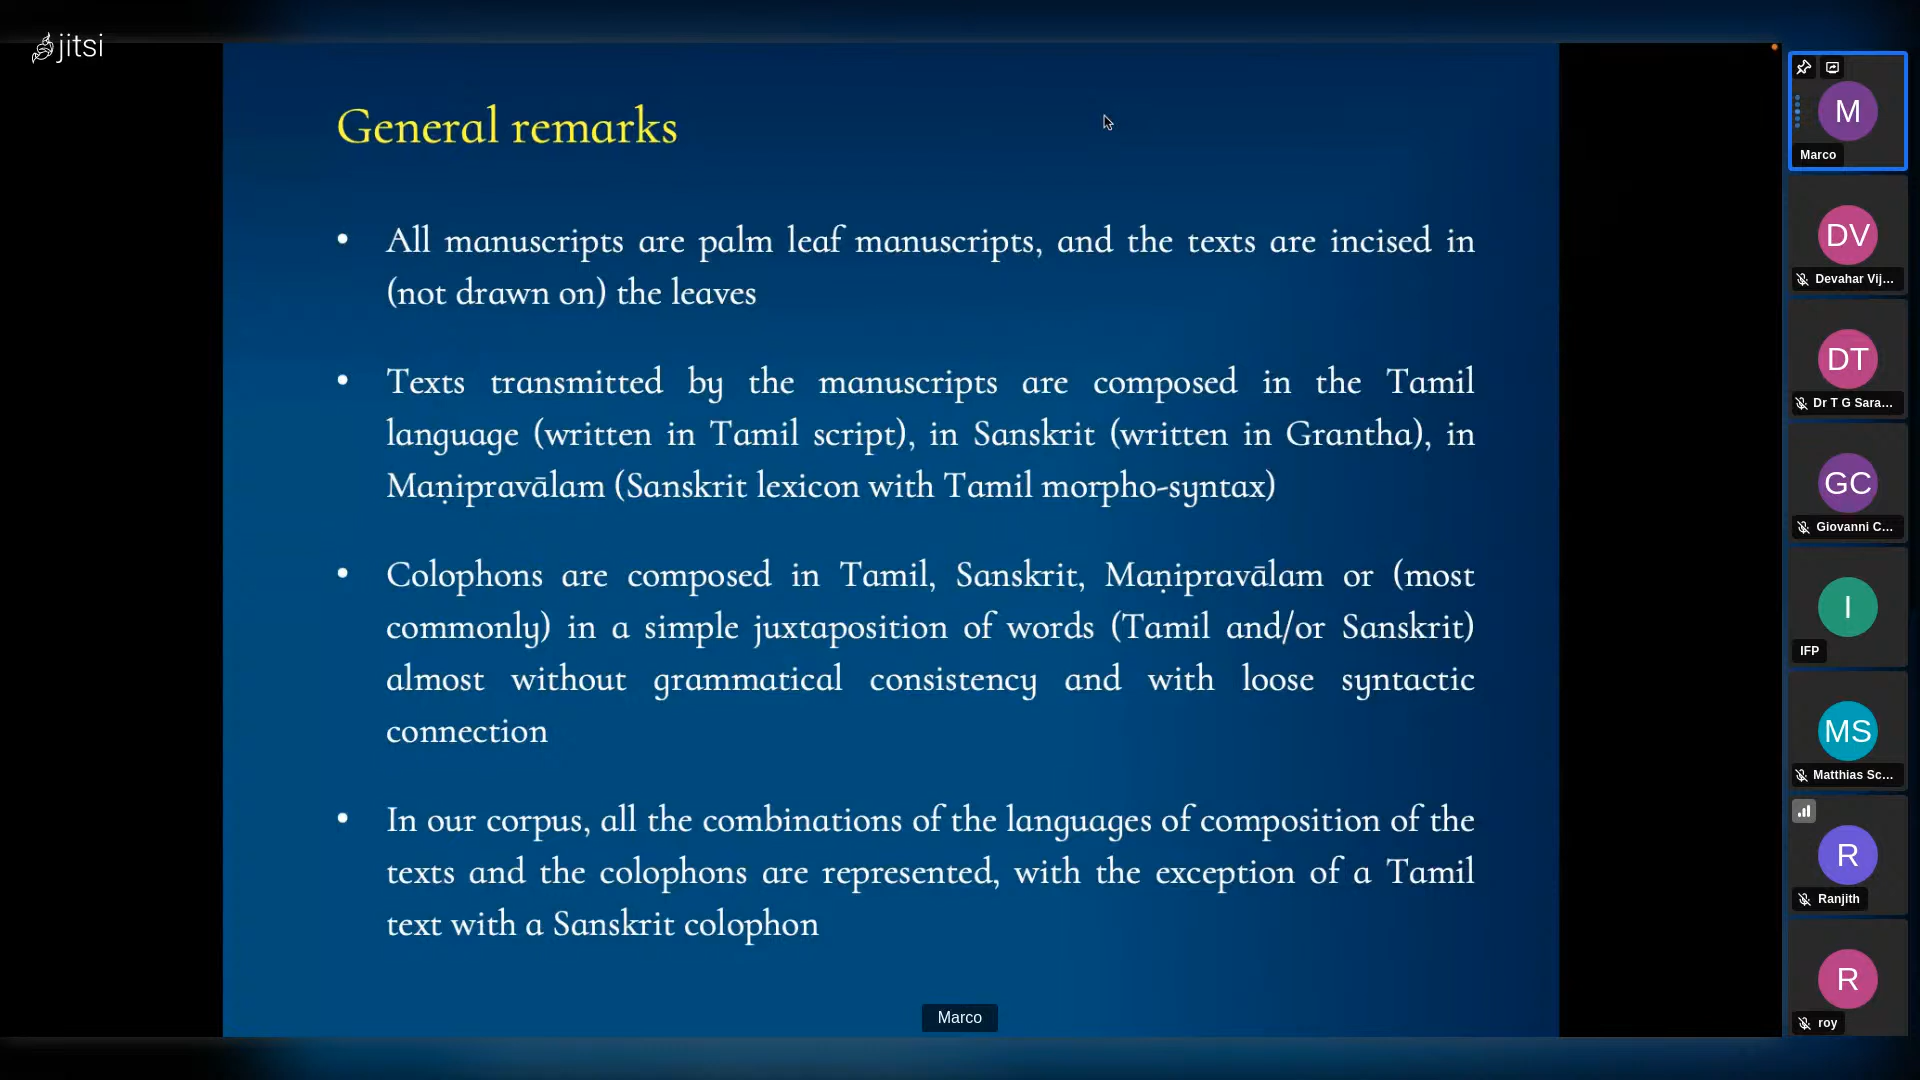 jitsi
General remarks
• All manuscripts are palm leaf manuscripts, and the texts are incised in
(not drawn on) the leaves
• Texts transmitted by the manuscripts are composed in the Tamil
language (written in Tamil script), in Sanskrit (written in Grantha), in
Maṇipravālam (Sanskrit lexicon with Tamil morpho-syntax)
• Colophons are composed in Tamil, Sanskrit, Maṇipravālam or (most
commonly) in a simple juxtaposition of words (Tamil and/or Sanskrit)
almost without grammatical consistency and with loose syntactic
connection
• In our corpus, all the combinations of the languages of composition of the
texts and the colophons are represented, with the exception of a Tamil
text with a Sanskrit colophon
Marco
M
Marco
DV
Devahar Vij...
DT
Dr T G Sara...
GC
Giovanni C...
I
IFP
MS
Matthias Sc...
R
Ranjith
R
roy